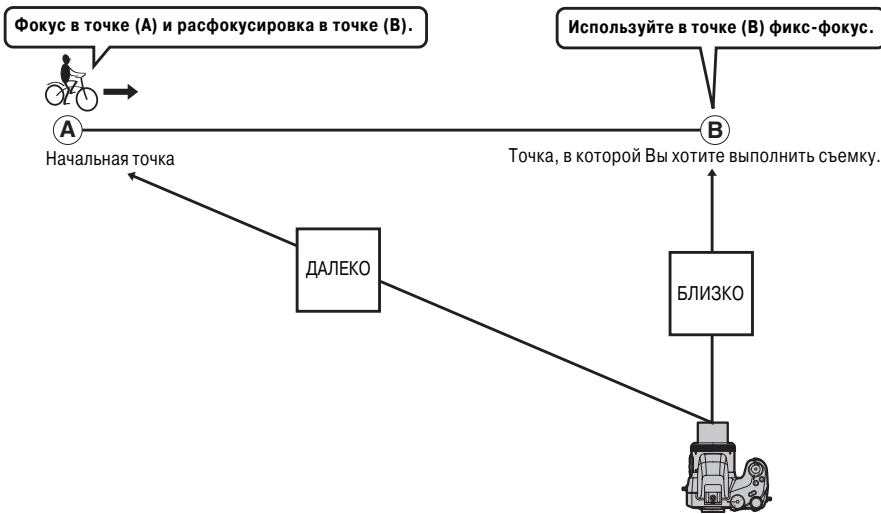 Фокус в точке (A) и расфокусировка в точке (B).
Используйте в точке (B) фикс-фокус.
A
B
Начальная точка
Точка, в которой Вы хотите выполнить съемку.
ДАЛЕКО
БЛИЗКО